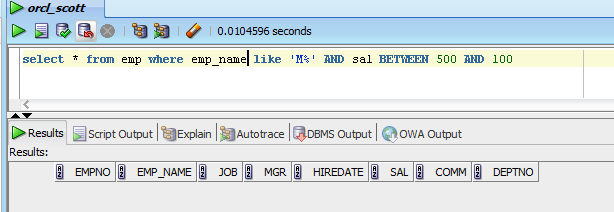 orcl_scott
0.0104596 seconds
select * from emp where emp_name like 'M%' AND sal BETWEEN 500 AND 100
Results Script Output Explain Autotrace DBMS Output OWA Output
Results:
EMPNO EMP_NAME JOB MGR HIREDATE SAL COMM DEPTNO